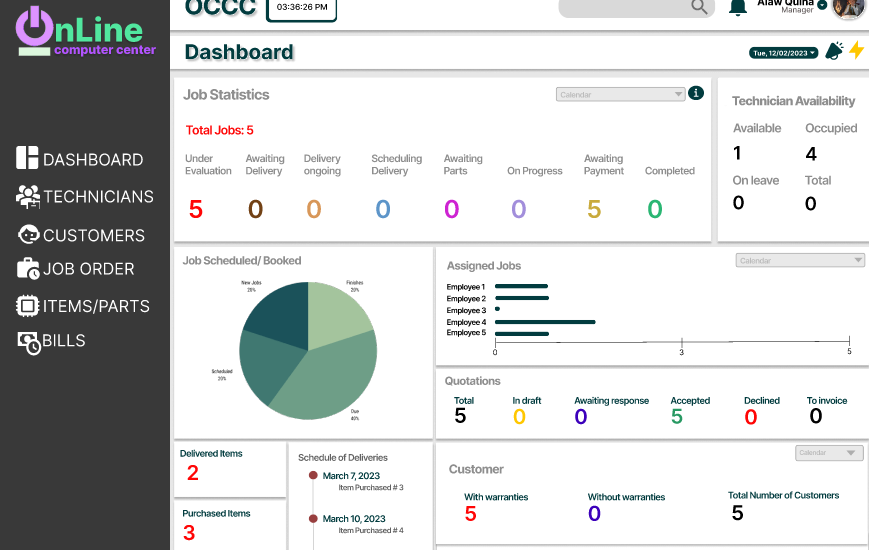 OnLine
computer center
DASHBOARD
TECHNICIANS
CUSTOMERS
JOB ORDER
ITEMS/PARTS
BILLS
OCCC
03:36:26 PM
Alaw Quina
Manager
Dashboard
Tue, 12/02/2023
Job Statistics
Calendar
i
Total Jobs: 5
Under Evaluation
5
Awaiting Delivery
0
Delivery ongoing
0
Scheduling Delivery
0
Awaiting Parts
0
On Progress
0
Awaiting Payment
5
Completed
0
Technician Availability
Available
1
Occupied
4
On leave
0
Total
0
Job Scheduled/ Booked
New Jobs
20%
Finishes
20%
Scheduled
20%
Due
40%
Assigned Jobs
Calendar
Employee 1
Employee 2
Employee 3
Employee 4
Employee 5
0 3 5
Quotations
Total
5
In draft
0
Awaiting response
0
Accepted
5
Declined
0
To invoice
0
Delivered Items
2
Purchased Items
3
Schedule of Deliveries
March 7, 2023
Item Purchased # 3
March 10, 2023
Item Purchased # 4
Calendar
Customer
With warranties
5
Without warranties
0
Total Number of Customers
5